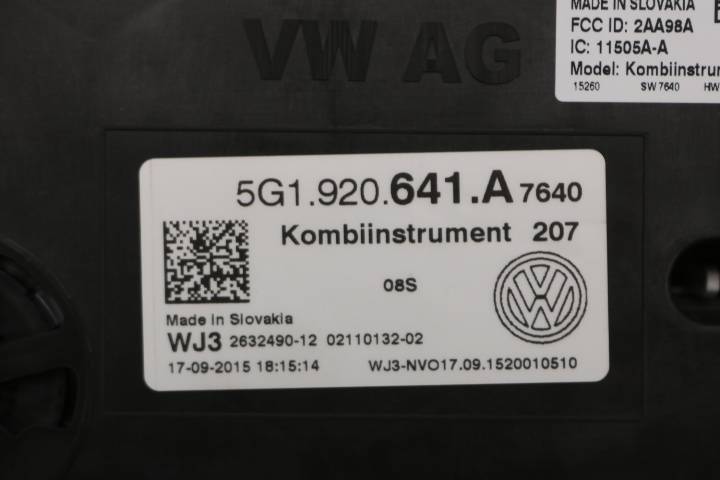 MADE IN SLOVAKIA
FCC ID: 2AA98A
IC: 11505A-A
Model: Kombiinstru
15260 SW 7640 HW
VW AG
5G1.920.641.A 7640
Kombiinstrument 207
08S
Made in Slovakia
WJ3 2632490-12 02110132-02
17-09-2015 18:15:14 WJ3-NVO17.09.1520010510